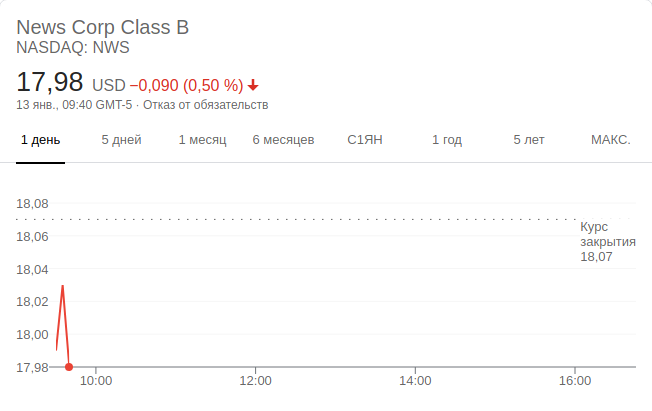 News Corp Class B
NASDAQ: NWS
17,98 USD −0,090 (0,50 %)
13 янв., 09:40 GMT-5 · Отказ от обязательств
1 день 5 дней 1 месяц 6 месяцев С1ЯН 1 год 5 лет МАКС.
18,08
18,06
18,04
18,02
18,00
17,98
Курс
закрытия
18,07
10:00 12:00 14:00 16:00